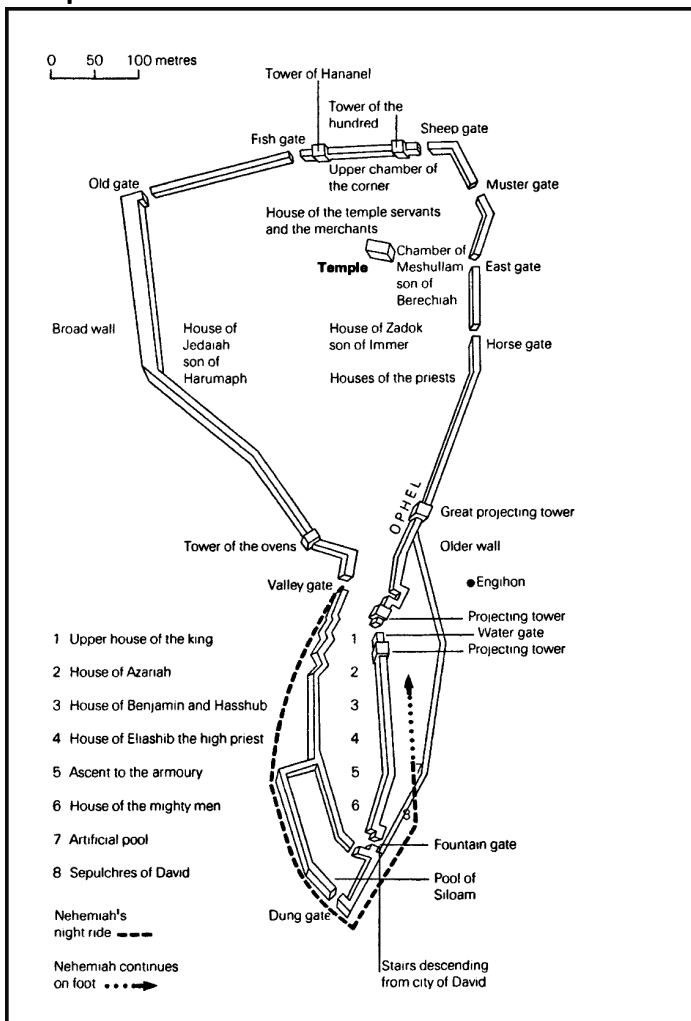 0 50 100 metres
Tower of Hananel
Tower of the
hundred
Fish gate
Sheep gate
Upper chamber of
the corner
Old gate
Muster gate
House of the temple servants
and the merchants
Temple
Chamber of
Meshullam
son of
Berechiah
East gate
Broad wall
House of
Jedaiah
son of
Harumaph
House of Zadok
son of Immer
Horse gate
Houses of the priests
OPHEL
Great projecting tower
Tower of the ovens
Older wall
Valley gate
Engihon
Projecting tower
Water gate
Projecting tower
1 Upper house of the king
2 House of Azariah
3 House of Benjamin and Hasshub
4 House of Eliashib the high priest
5 Ascent to the armoury
6 House of the mighty men
7 Artificial pool
8 Sepulchres of David
1
2
3
4
5
6
8
Fountain gate
Pool of
Siloam
Dung gate
Nehemiah's
night ride
Nehemiah continues
on foot
Stairs descending
from city of David